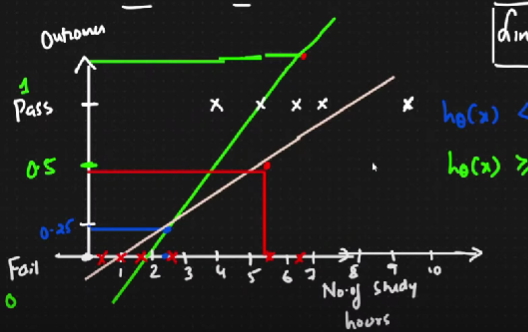 Outcomes
1
Pass
hθ(x) <
0.5
hθ(x) ≥
0.25
Fail
0
1 2 3 4 5 6 7 8 9 10
No. of study
hours